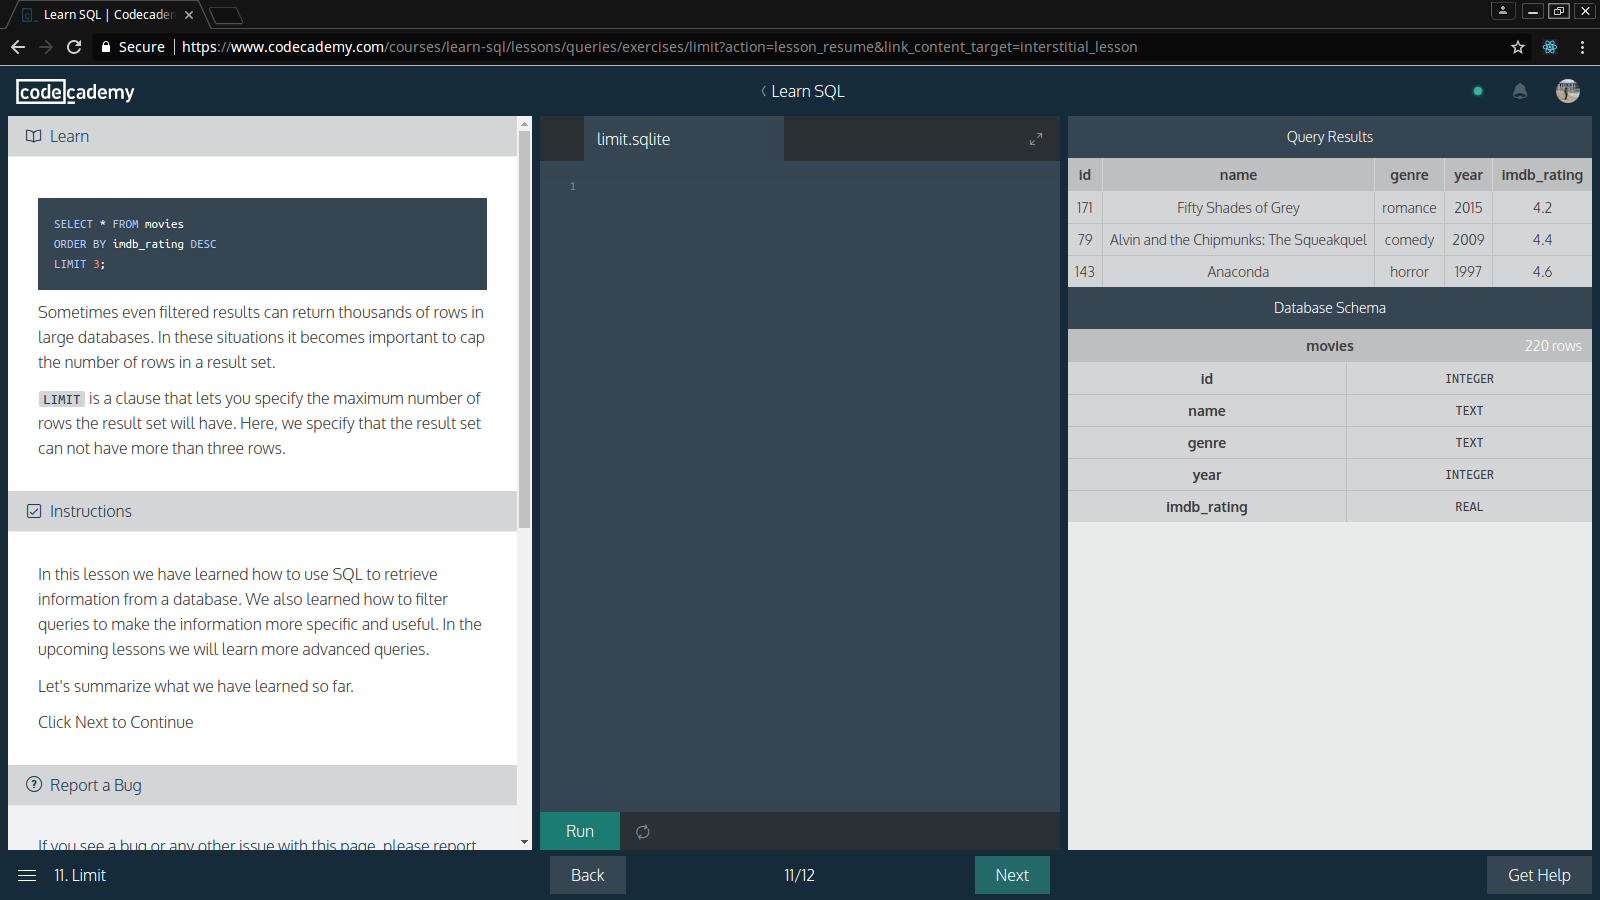 Learn SQL | Codecader
Secure
https://www.codecademy.com/courses/learn-sql/lessons/queries/exercises/limit?action=lesson_resume&link_content_target=interstitial_lesson
codecademy
Learn SQL
Learn
SELECT * FROM movies
ORDER BY imdb_rating DESC
LIMIT 3;
Sometimes even filtered results can return thousands of rows in
large databases. In these situations it becomes important to cap
the number of rows in a result set.
LIMIT is a clause that lets you specify the maximum number of
rows the result set will have. Here, we specify that the result set
can not have more than three rows.
Instructions
In this lesson we have learned how to use SQL to retrieve
information from a database. We also learned how to filter
queries to make the information more specific and useful. In the
upcoming lessons we will learn more advanced queries.
Let's summarize what we have learned so far.
Click Next to Continue
Report a Bug
If you see a bug or any other issue with this page, please report
limit.sqlite
1
Run
Query Results
id name genre year imdb_rating
171 Fifty Shades of Grey romance 2015 4.2
79 Alvin and the Chipmunks: The Squeakquel comedy 2009 4.4
143 Anaconda horror 1997 4.6
Database Schema
movies 220 rows
id INTEGER
name TEXT
genre TEXT
year INTEGER
imdb_rating REAL
11. Limit
Back
11/12
Next
Get Help